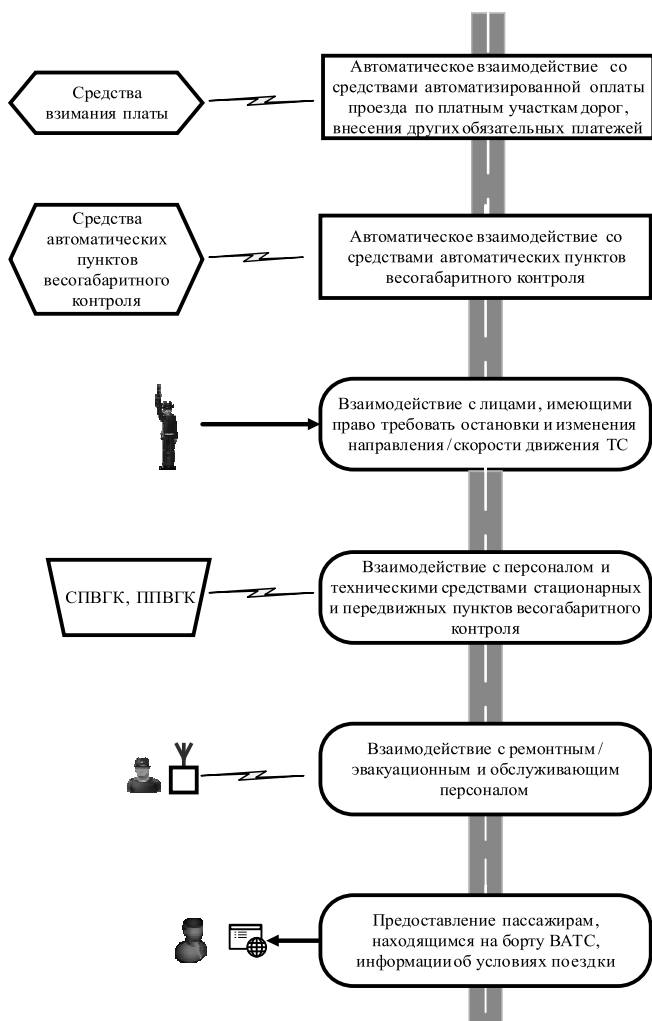 Средства
взимания платы
Автоматическое взаимодействие со
средствами автоматизированной оплаты
проезда по платным участкам дорог,
внесения других обязательных платежей
Средства
автоматических
пунктов
весогабаритного
контроля
Автоматическое взаимодействие со
средствами автоматических пунктов
весогабаритного контроля
Взаимодействие с лицами, имеющими
право требовать остановки и изменения
направления / скорости движения ТС
СПВГК, ППВГК
Взаимодействие с персоналом и
техническими средствами стационарных
и передвижных пунктов весогабаритного
контроля
Взаимодействие с ремонтным /
эвакуационным и обслуживающим
персоналом
Предоставление пассажирам,
находящимся на борту ВАТС,
информации об условиях поездки